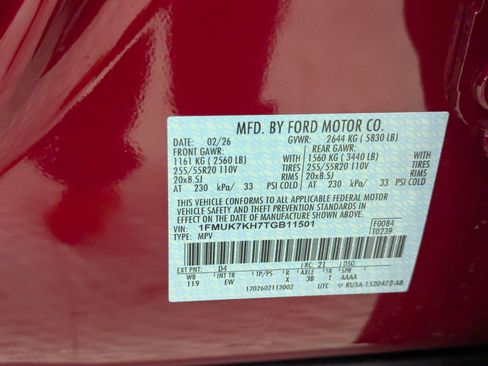 MFD. BY FORD MOTOR CO.
DATE: 02/26 GVWR: 2644 KG ( 5830 LB)
FRONT GAWR: REAR GAWR:
1161 KG ( 2560 LB) WITH 1560 KG ( 3440 LB) WITH
255/55R20 110V TIRES 255/55R20 110V TIRES
20x8.5J RIMS 20x8.5J RIMS
AT 230 kPa/ 33 PSI COLD AT 230 kPa/ 33 PSI COLD
THIS VEHICLE CONFORMS TO ALL APPLICABLE FEDERAL MOTOR
VEHICLE SAFETY AND THEFT PREVENTION STANDARDS IN EFFECT
ON THE DATE OF MANUFACTURE SHOWN ABOVE.
VIN: 1FMUK7KH7TGB11501 F0084
TYPE: MPV T0239
EXT PNT: D4 RC: 21 DSO:
WB INT TR TP/PS R AXLE TR SPR
119 EW X 3B T AAAA
1202602113002 UTC RU5A-1520472-AB